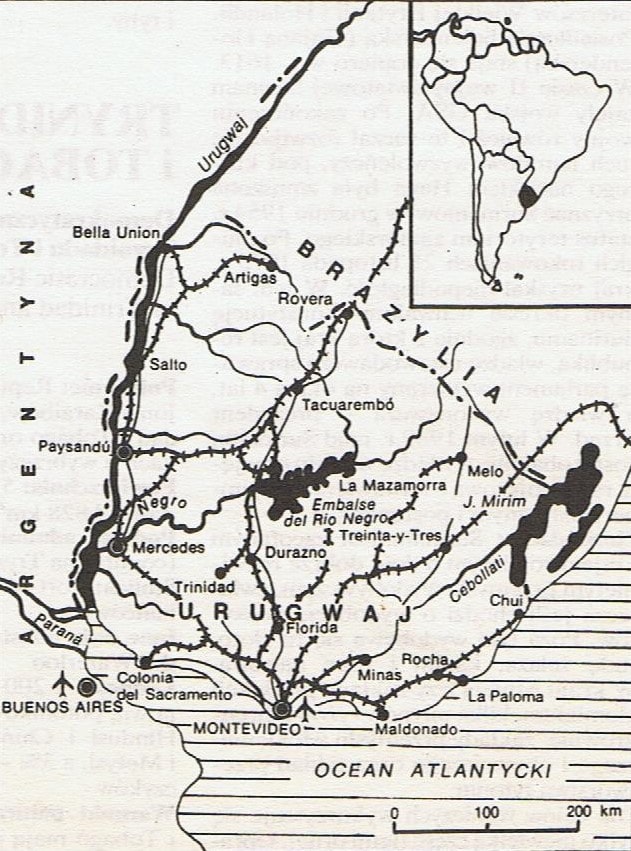 Urugwaj
Bella Union
BRAZYLIA
Artigas
Rovera
ARGENTYNA
Salto
Tacuarembó
Paysandú
Melo
La Mazamorra
J. Mirim
Negro
Embalse
del Rio Negro
Treinta-y-Tres
Mercedes
Durazno
Trinidad
Cebollati
Chui
URUGWAJ
Florida
Paraná
Rocha
Minas
Colonia
del Sacramento
La Paloma
BUENOS AIRES
MONTEVIDEO
Maldonado
OCEAN ATLANTYCKI
0 100 200 km